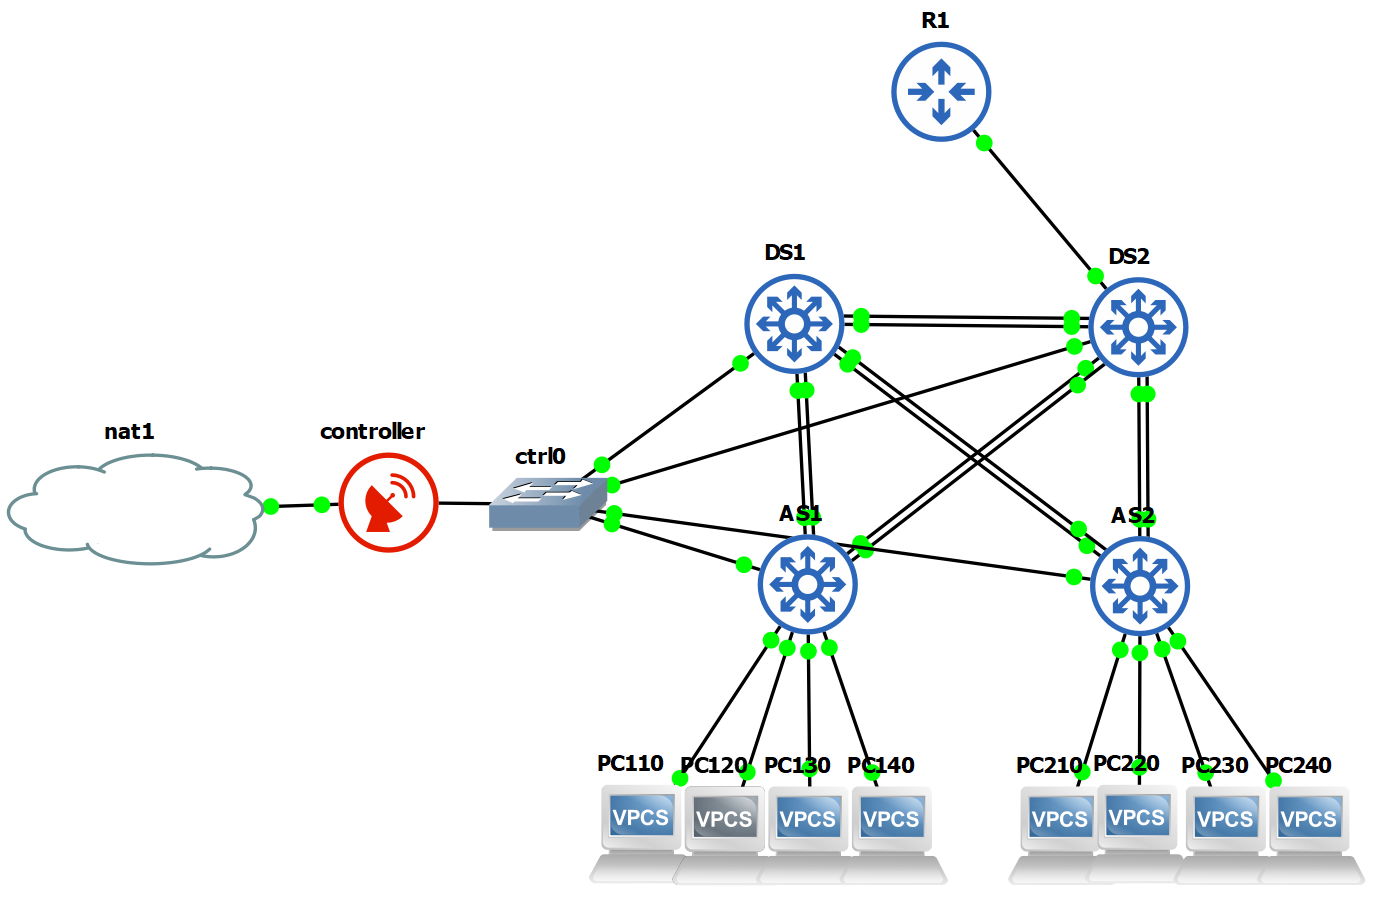 R1
DS1
DS2
nat1
controller
ctrl0
AS1
AS2
PC110
PC120
PC130
PC140
PC210
PC220
PC230
PC240
VPCS
VPCS
VPCS
VPCS
VPCS
VPCS
VPCS
VPCS